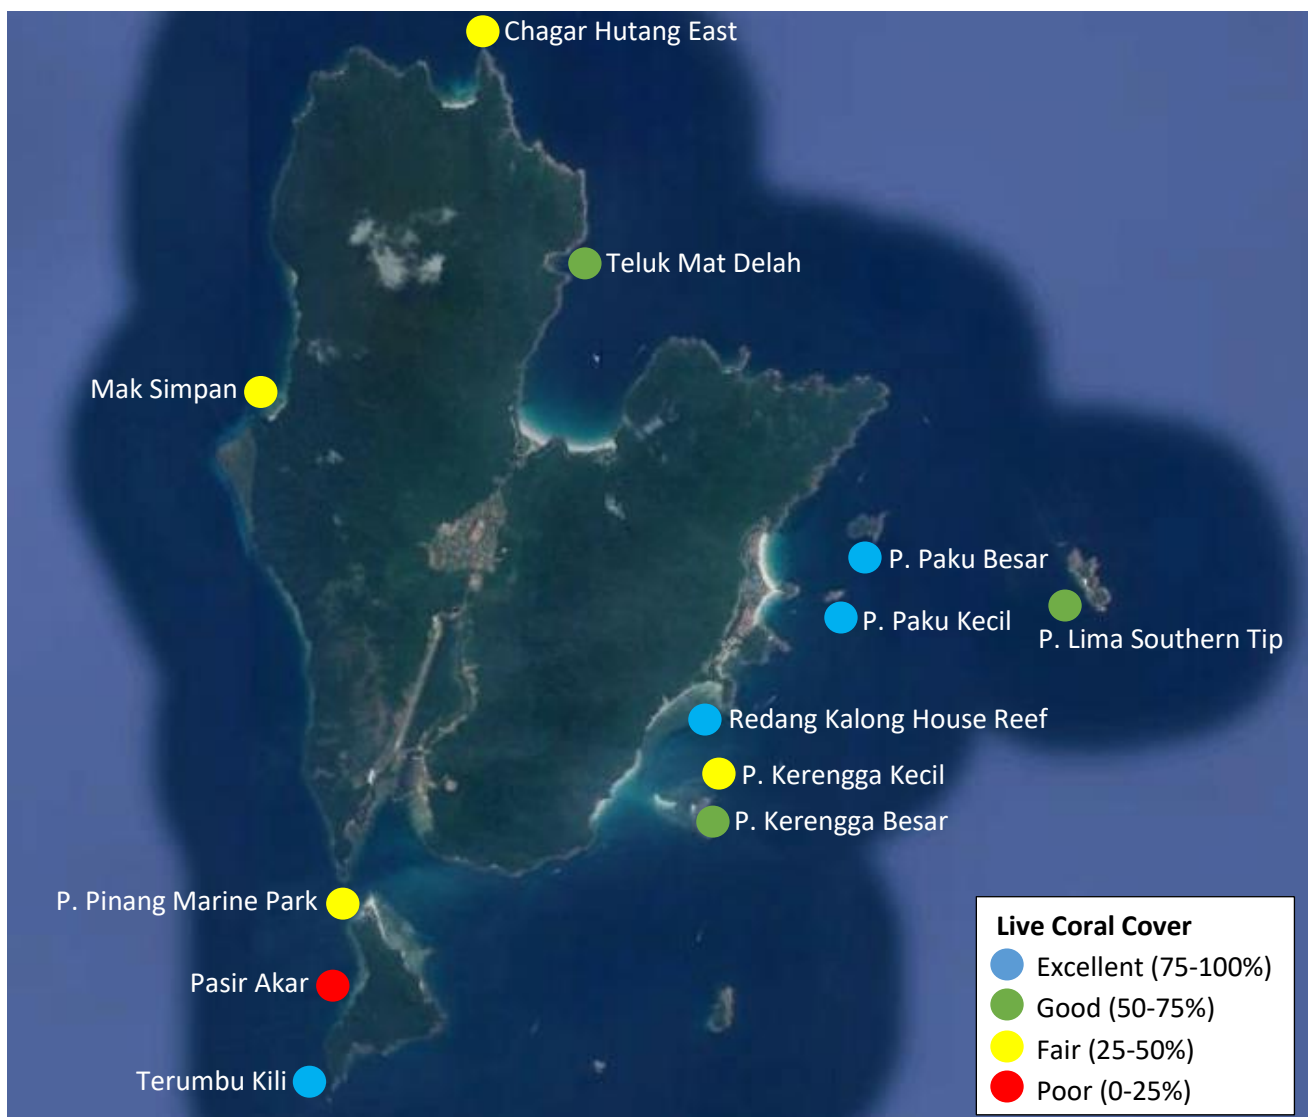 Chagar Hutang East
Teluk Mat Delah
Mak Simpan
P. Paku Besar
P. Paku Kecil
P. Lima Southern Tip
Redang Kalong House Reef
P. Kerengga Kecil
P. Kerengga Besar
P. Pinang Marine Park
Pasir Akar
Terumbu Kili
Live Coral Cover
Excellent (75-100%)
Good (50-75%)
Fair (25-50%)
Poor (0-25%)